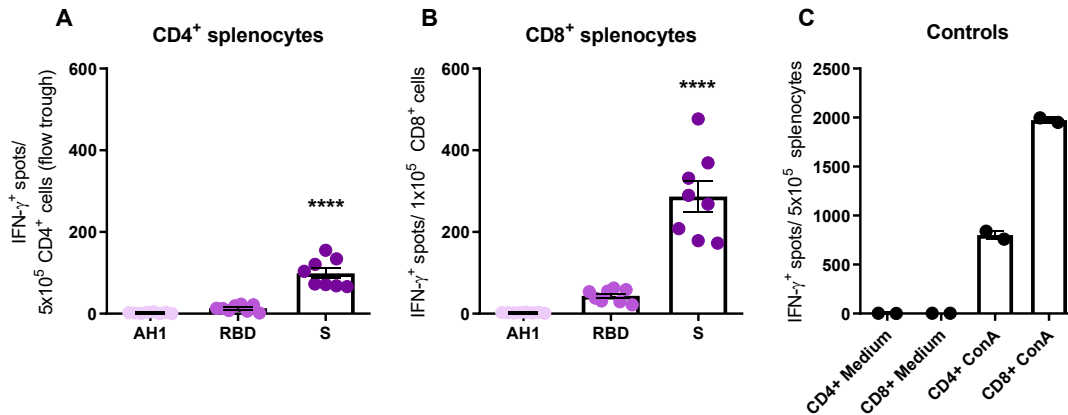 A
CD4+ splenocytes
IFN-γ+ spots/
5x10⁵ CD4+ cells (flow trough)
600
400
200
0
****
AH1
RBD
S
B
CD8+ splenocytes
IFN-γ+ spots/ 1x10⁵ CD8+ cells
600
400
200
0
****
AH1
RBD
S
C
Controls
IFN-γ+ spots/ 5x10⁵ splenocytes
2500
2000
1500
1000
500
0
CD4+ Medium
CD8+ Medium
CD4+ ConA
CD8+ ConA